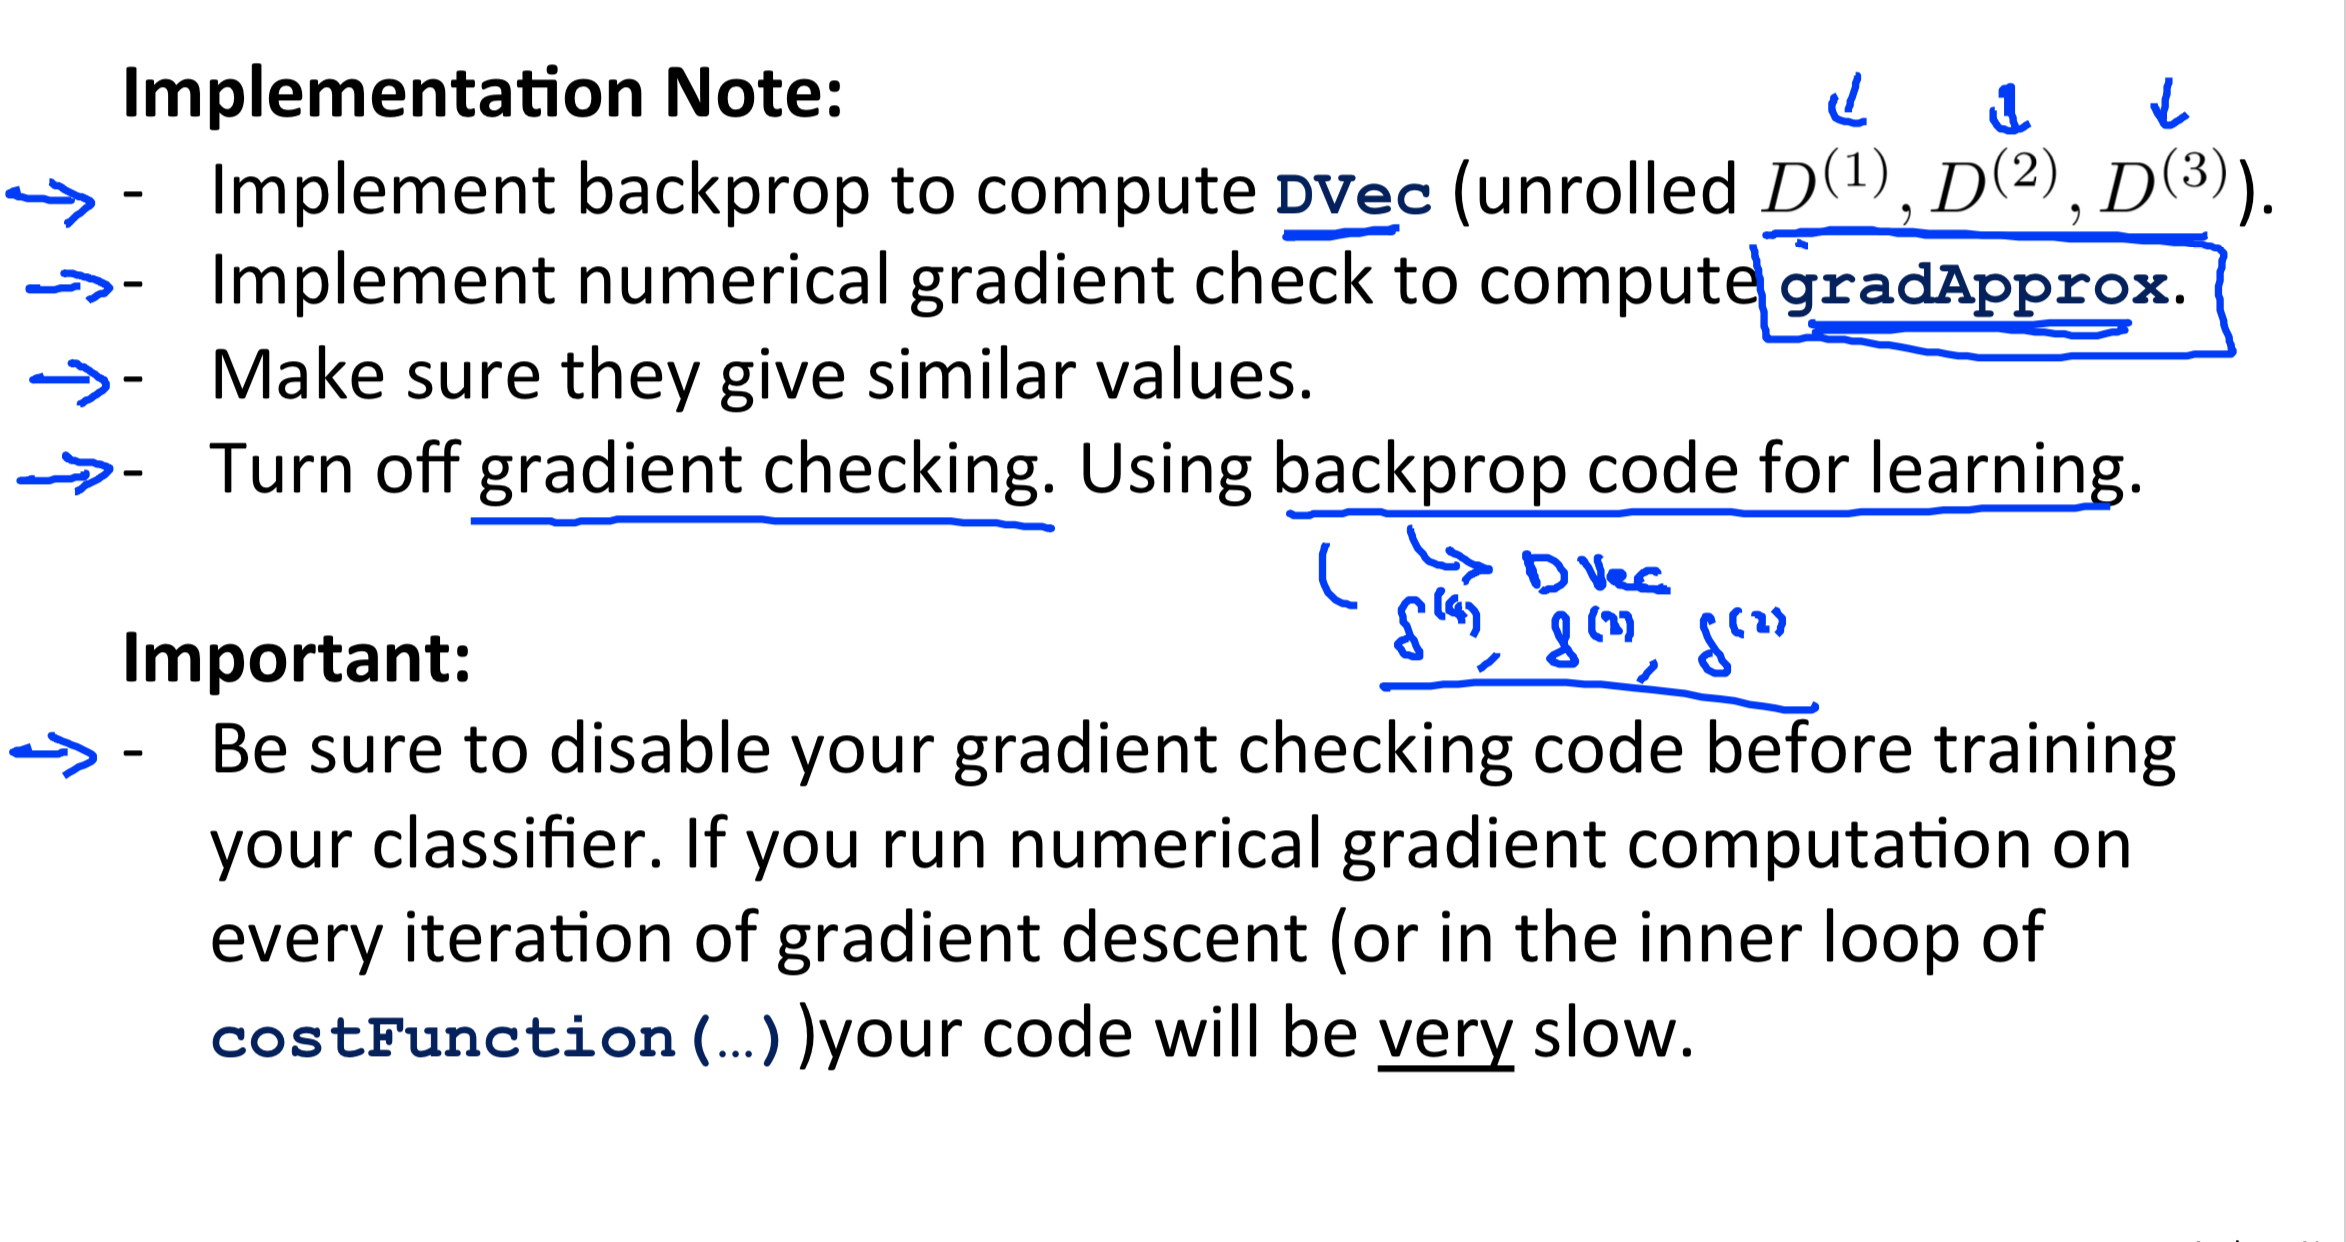 Implementation Note:
- Implement backprop to compute DVec (unrolled D^(1), D^(2), D^(3)).
- Implement numerical gradient check to compute gradApprox.
- Make sure they give similar values.
- Turn off gradient checking. Using backprop code for learning.
DVec
δ^(4), δ^(3), δ^(2)
Important:
- Be sure to disable your gradient checking code before training
your classifier. If you run numerical gradient computation on
every iteration of gradient descent (or in the inner loop of
costFunction(…))your code will be very slow.